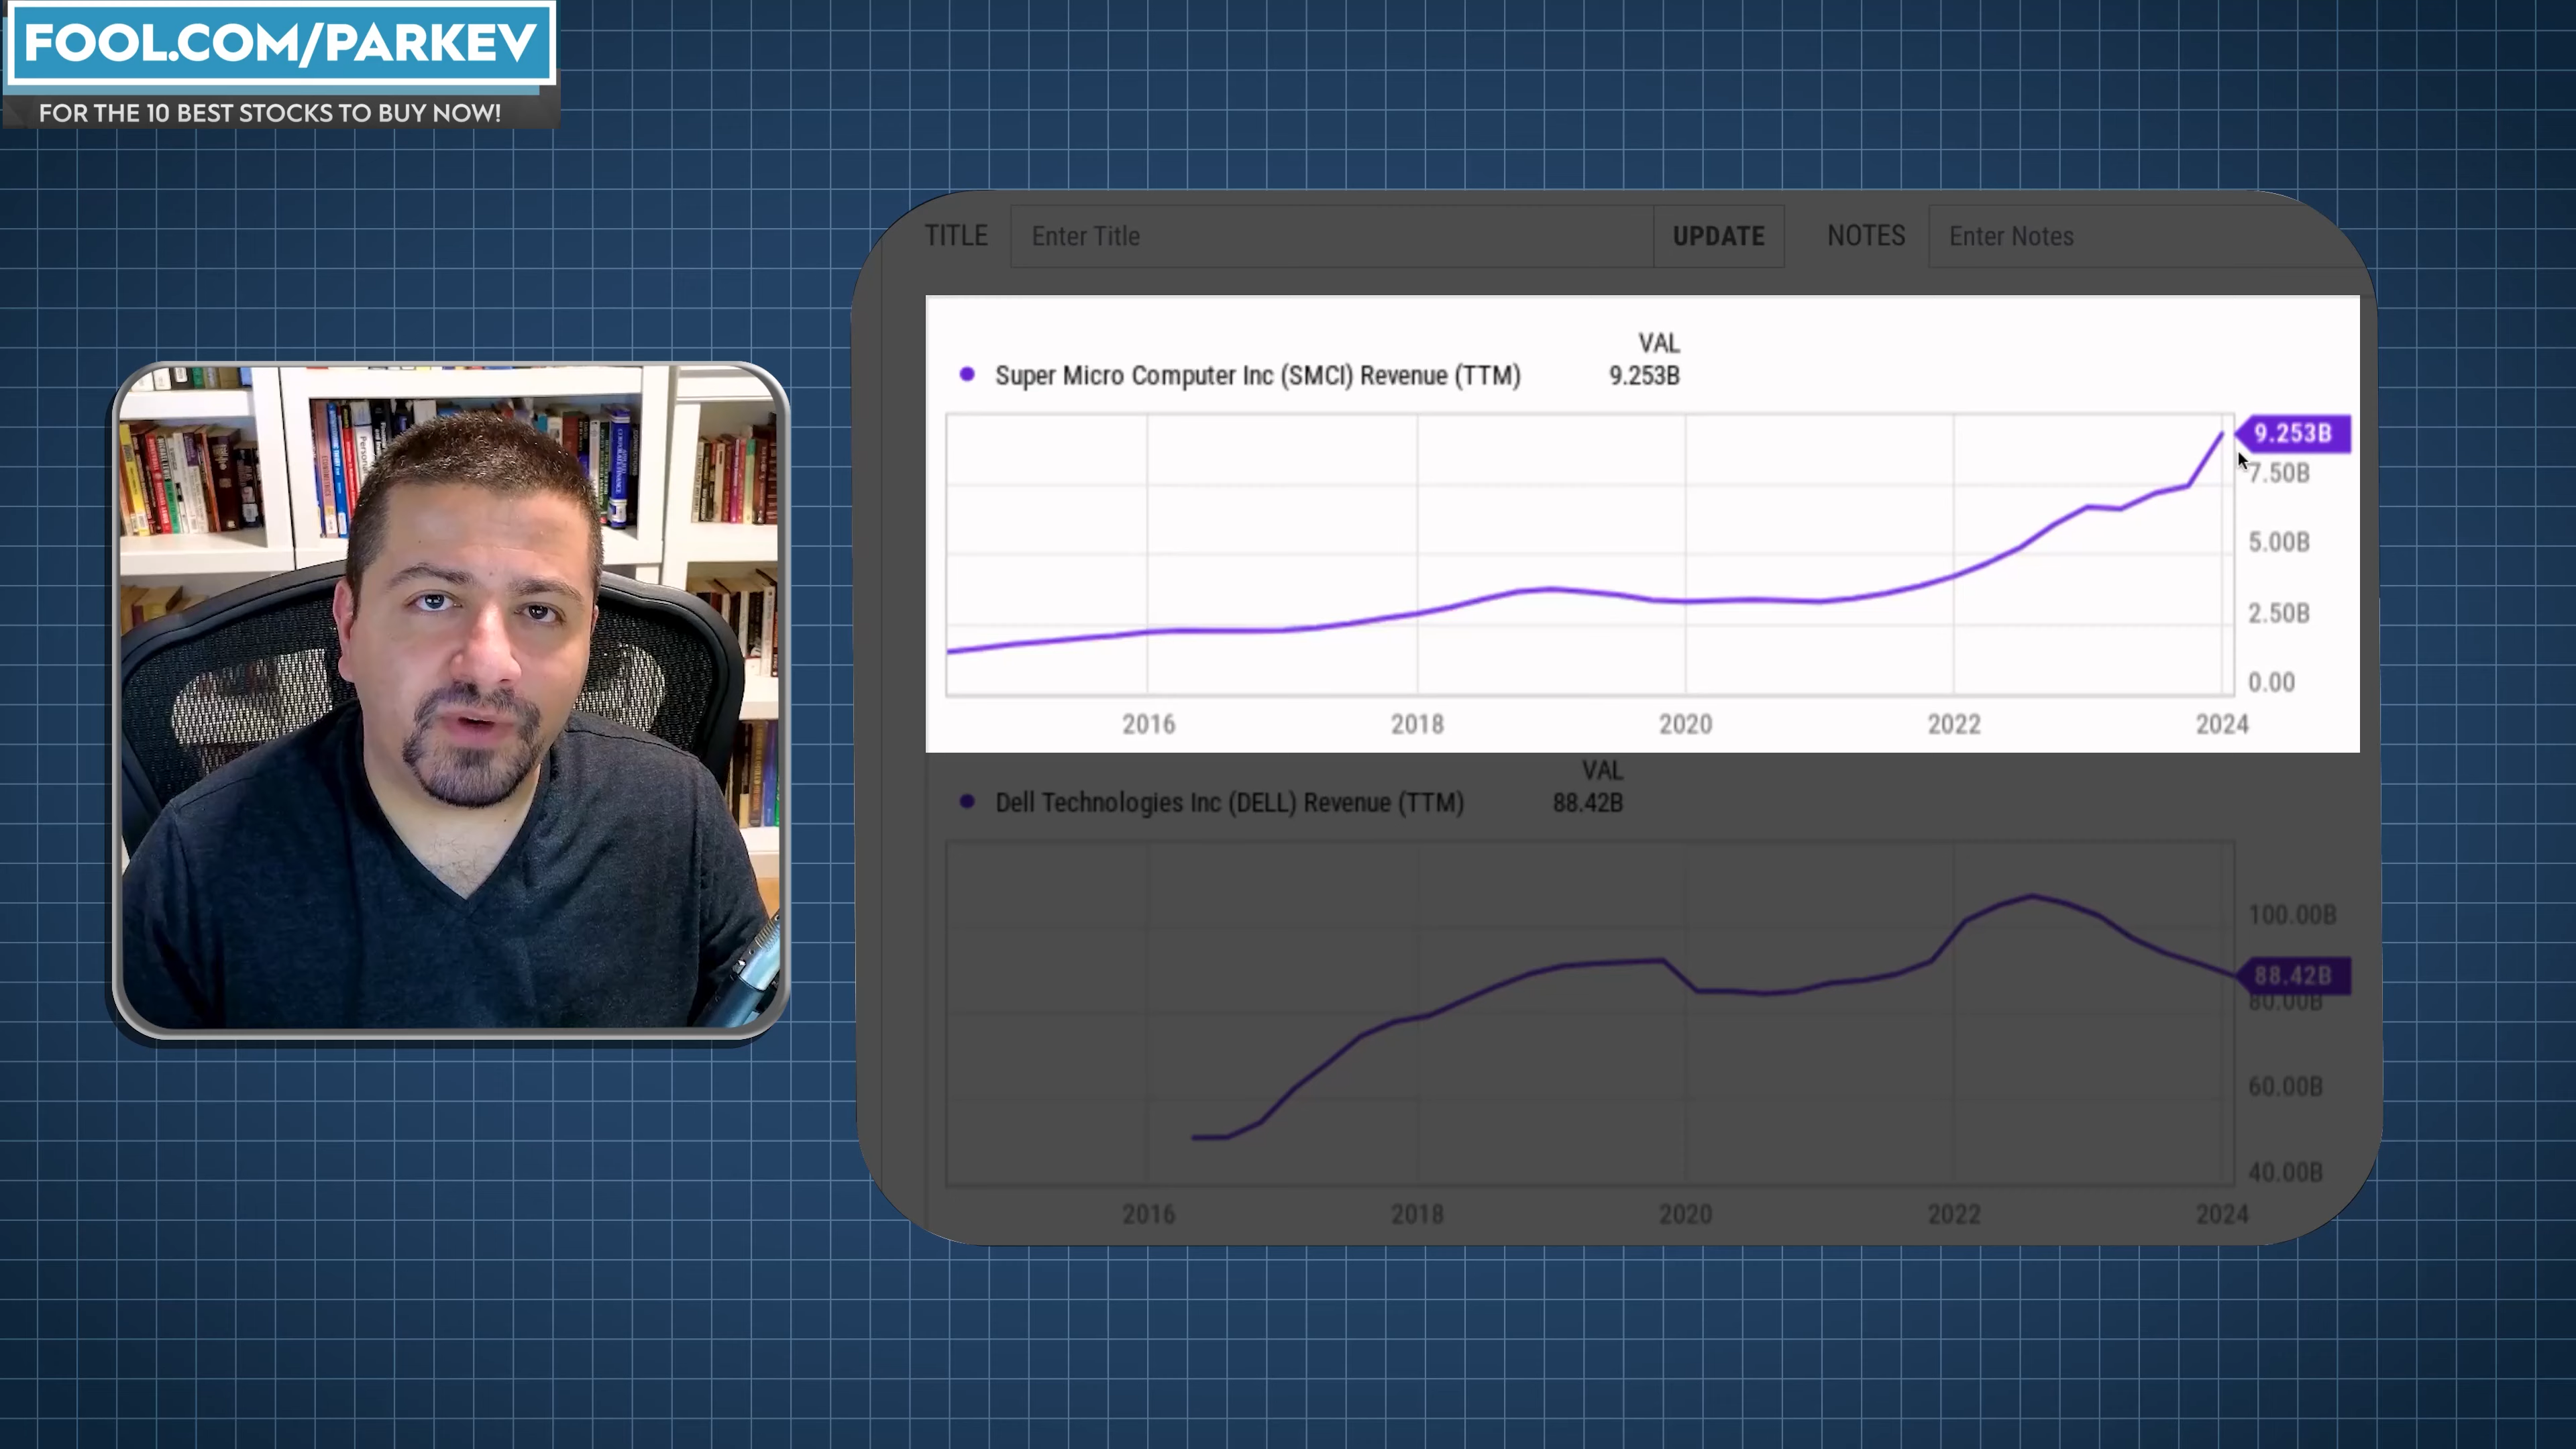 FOOL.COM/PARKEV
FOR THE 10 BEST STOCKS TO BUY NOW!
TITLE
Enter Title
UPDATE
NOTES
Enter Notes
VAL
Super Micro Computer Inc (SMCI) Revenue (TTM) 9.253B
9.253B
7.50B
5.00B
2.50B
0.00
2016 2018 2020 2022 2024
VAL
Dell Technologies Inc (DELL) Revenue (TTM) 88.42B
100.00B
88.42B
80.00B
60.00B
40.00B
2016 2018 2020 2022 2024